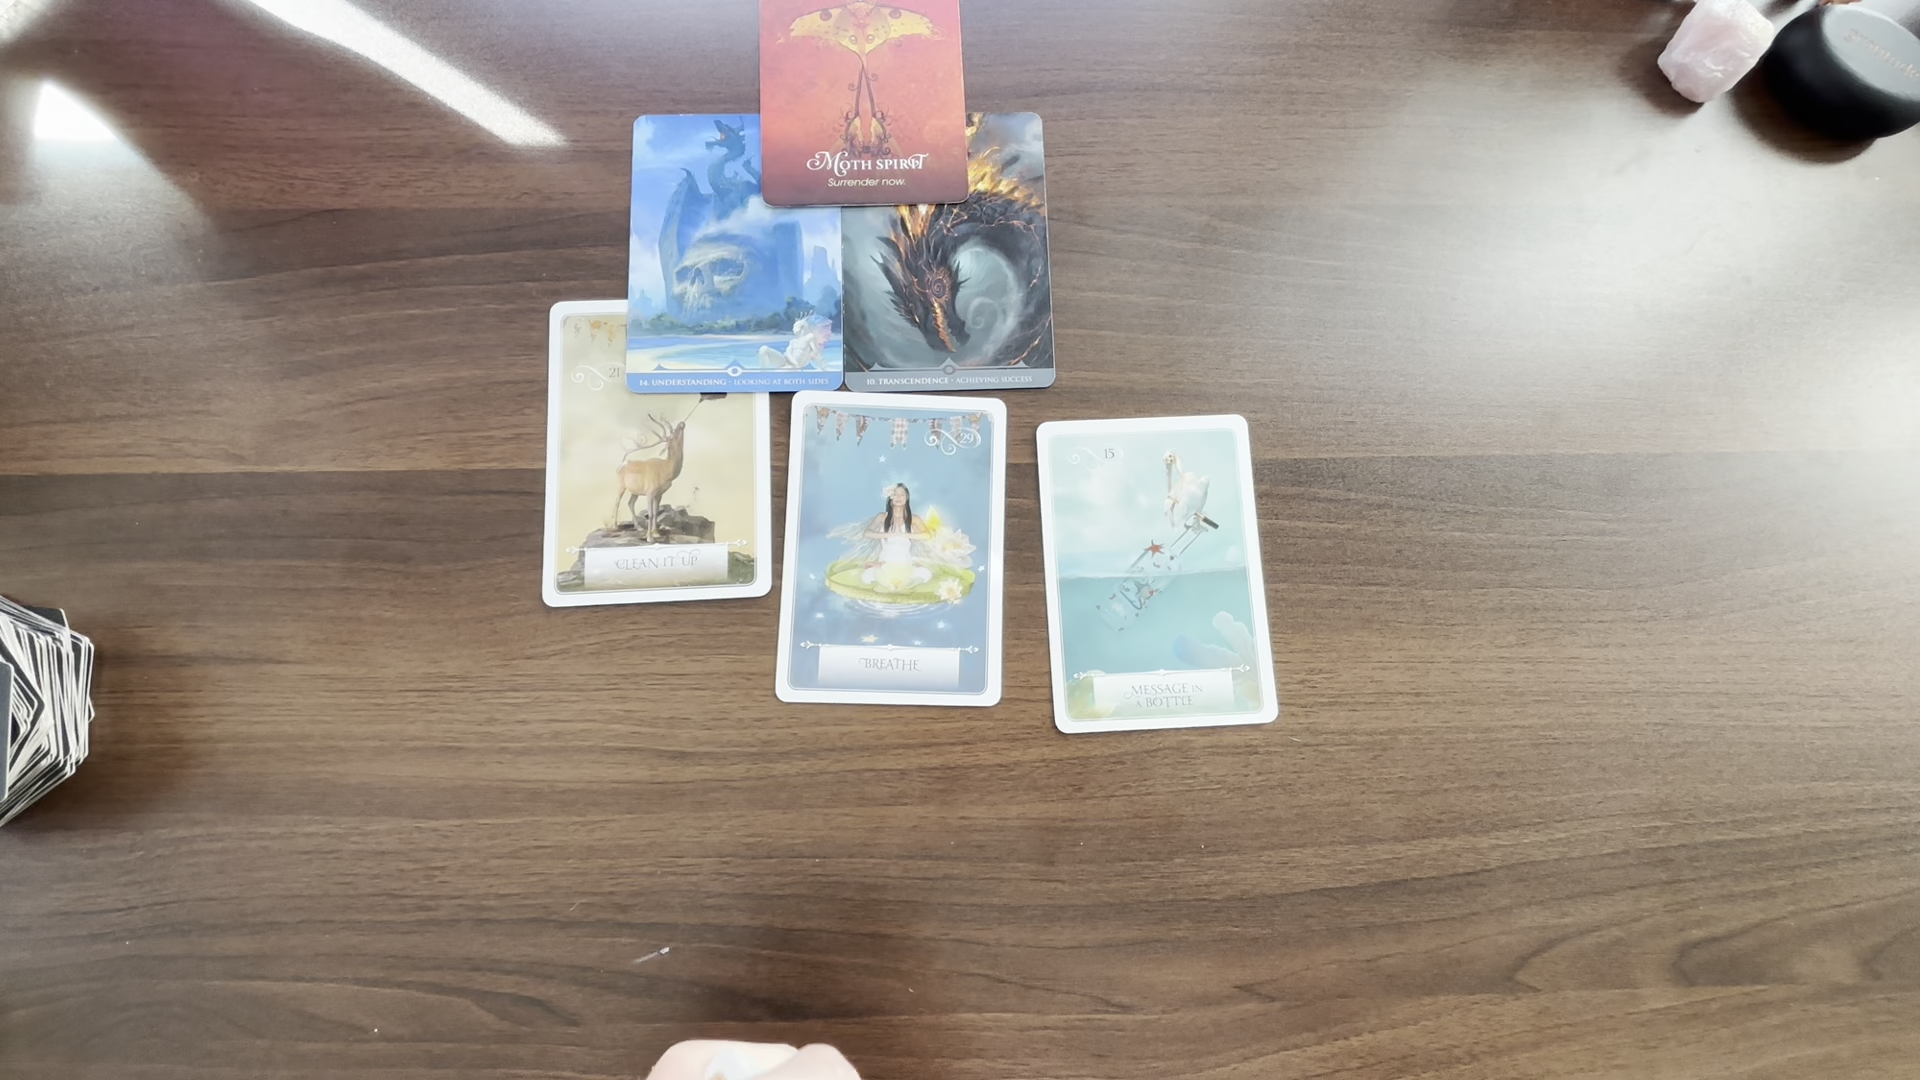 MOTH SPIRIT
Surrender now.
14. UNDERSTANDING · LOOKING AT BOTH SIDES
10. TRANSCENDENCE · ACHIEVING SUCCESS
21
CLEAN IT UP
29
BREATHE
15
MESSAGE IN
A BOTTLE